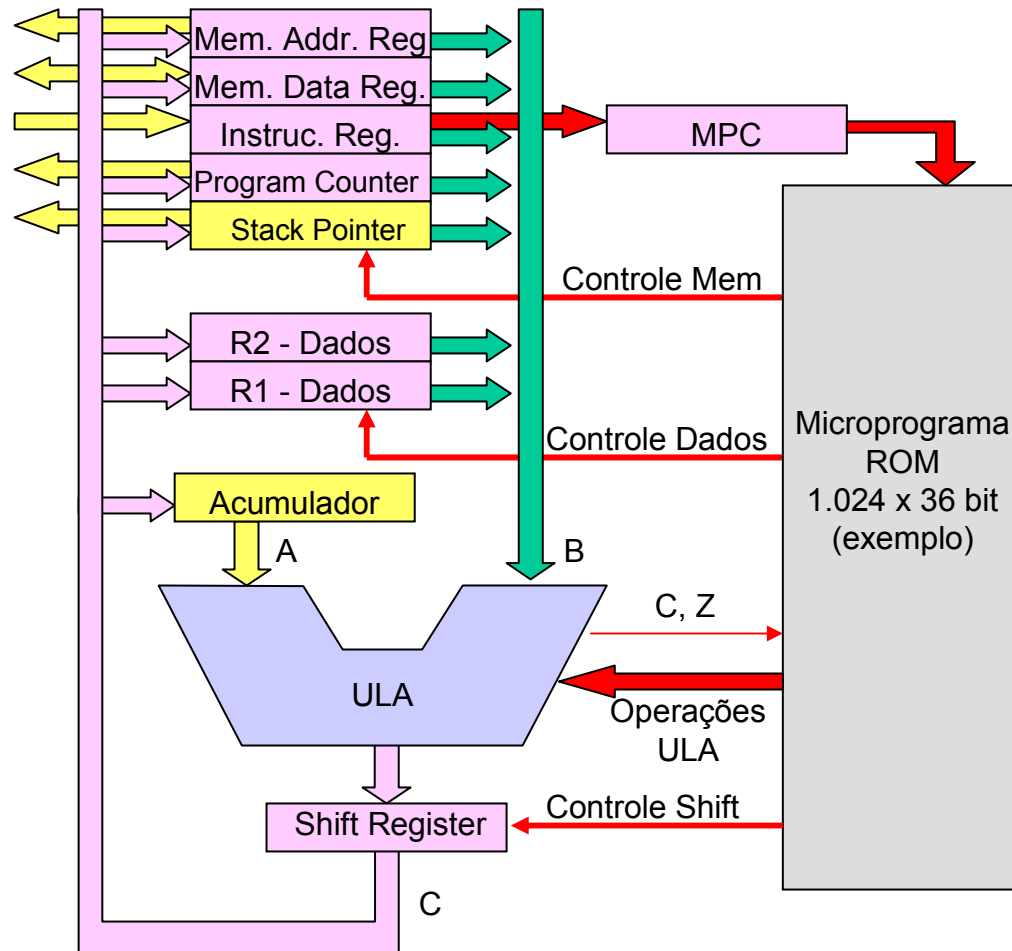 Mem. Addr. Reg
Mem. Data Reg.
Instruc. Reg.
MPC
Program Counter
Stack Pointer
Controle Mem
R2 - Dados
R1 - Dados
Controle Dados
Microprograma
ROM
1.024 x 36 bit
(exemplo)
Acumulador
A
B
C, Z
ULA
Operações
ULA
Controle Shift
Shift Register
C